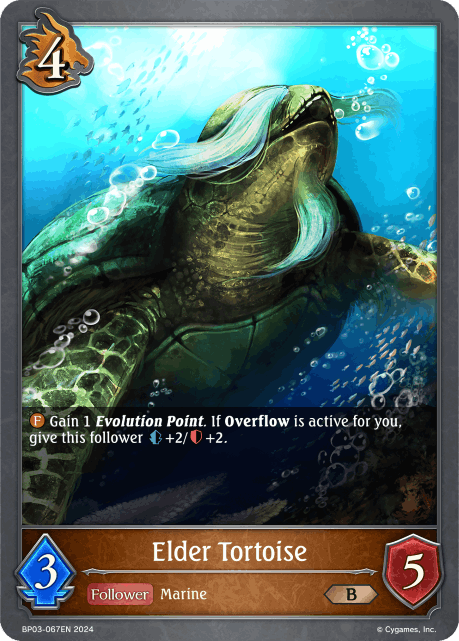 4
F Gain 1 Evolution Point. If Overflow is active for you,
give this follower +2/ +2.
Elder Tortoise
3
Follower Marine
B
5
BP03-067EN 2024
© Cygames, Inc.